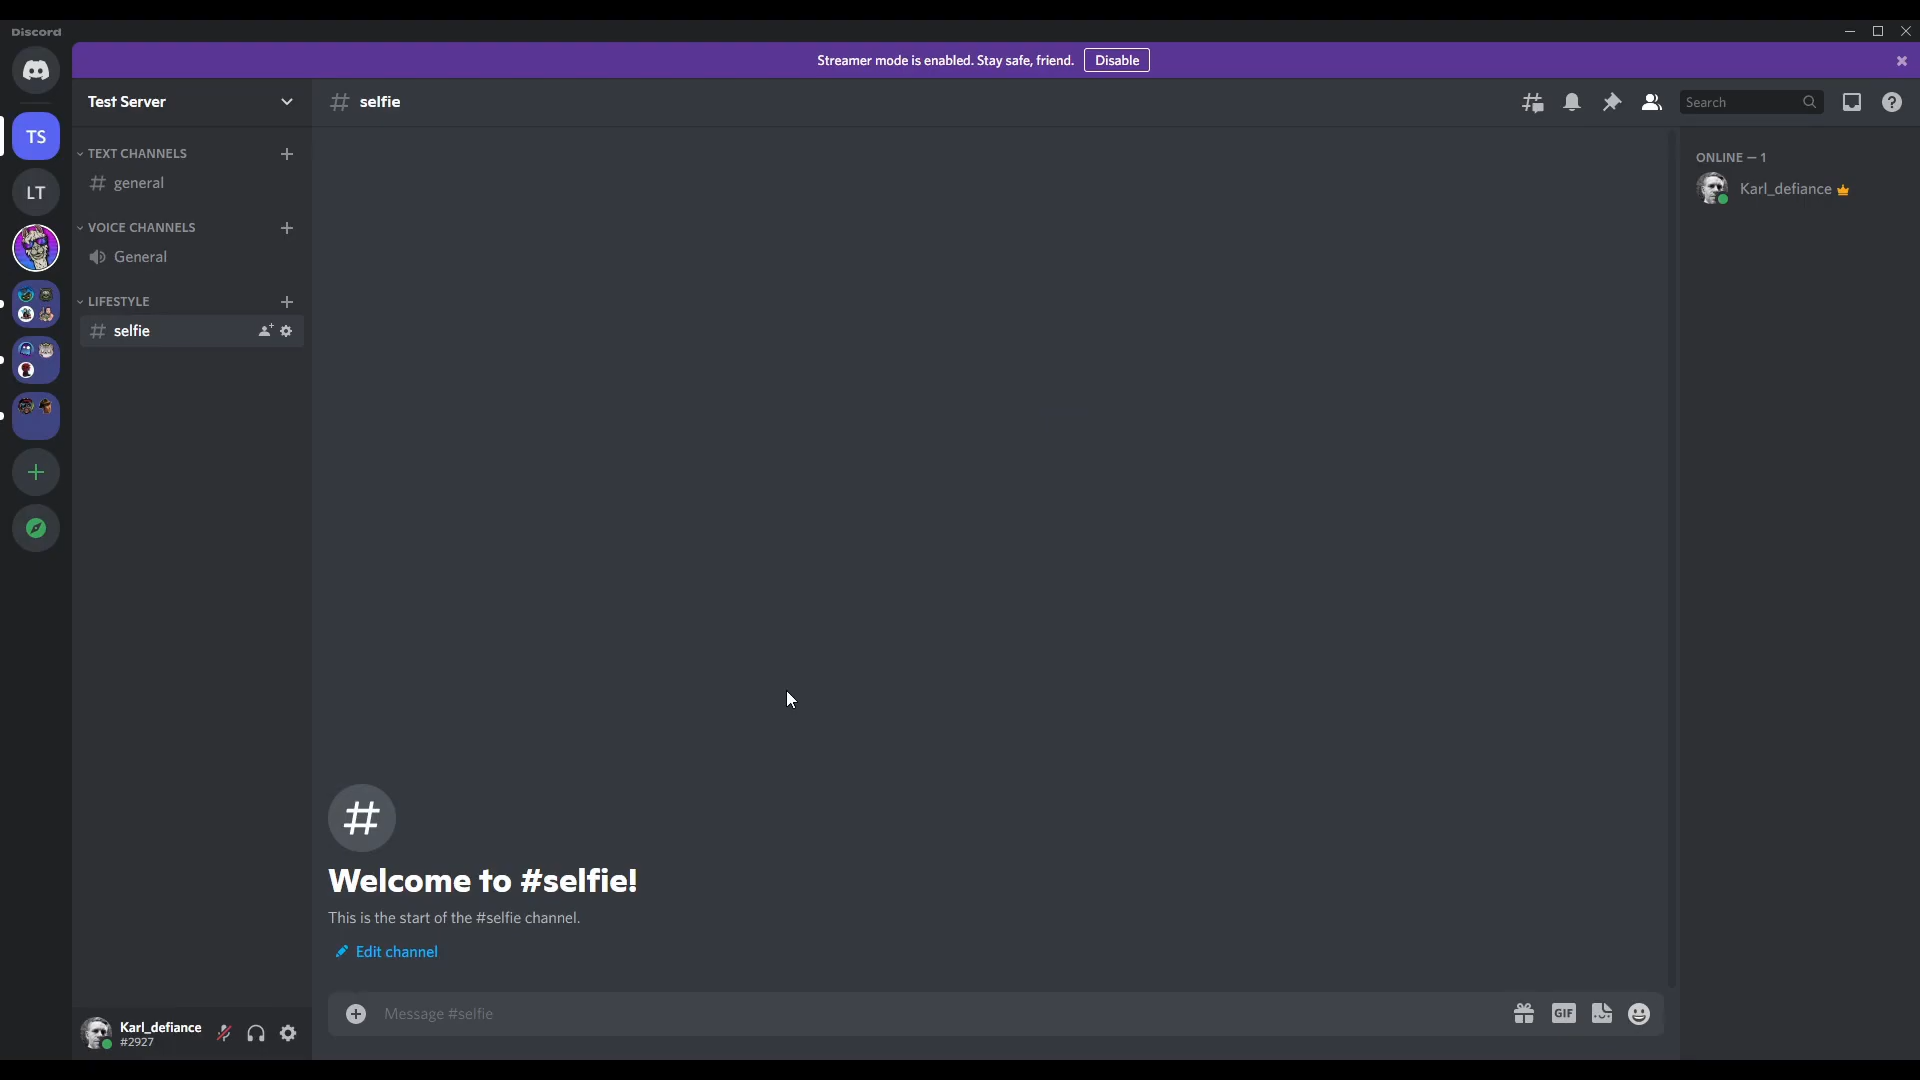 Discord
Streamer mode is enabled. Stay safe, friend. Disable
Test Server
selfie
Search
TS
TEXT CHANNELS
general
LT
VOICE CHANNELS
General
LIFESTYLE
selfie
ONLINE — 1
Karl_defiance
#
Welcome to #selfie!
This is the start of the #selfie channel.
Edit channel
Message #selfie
GIF
Karl_defiance
#2927